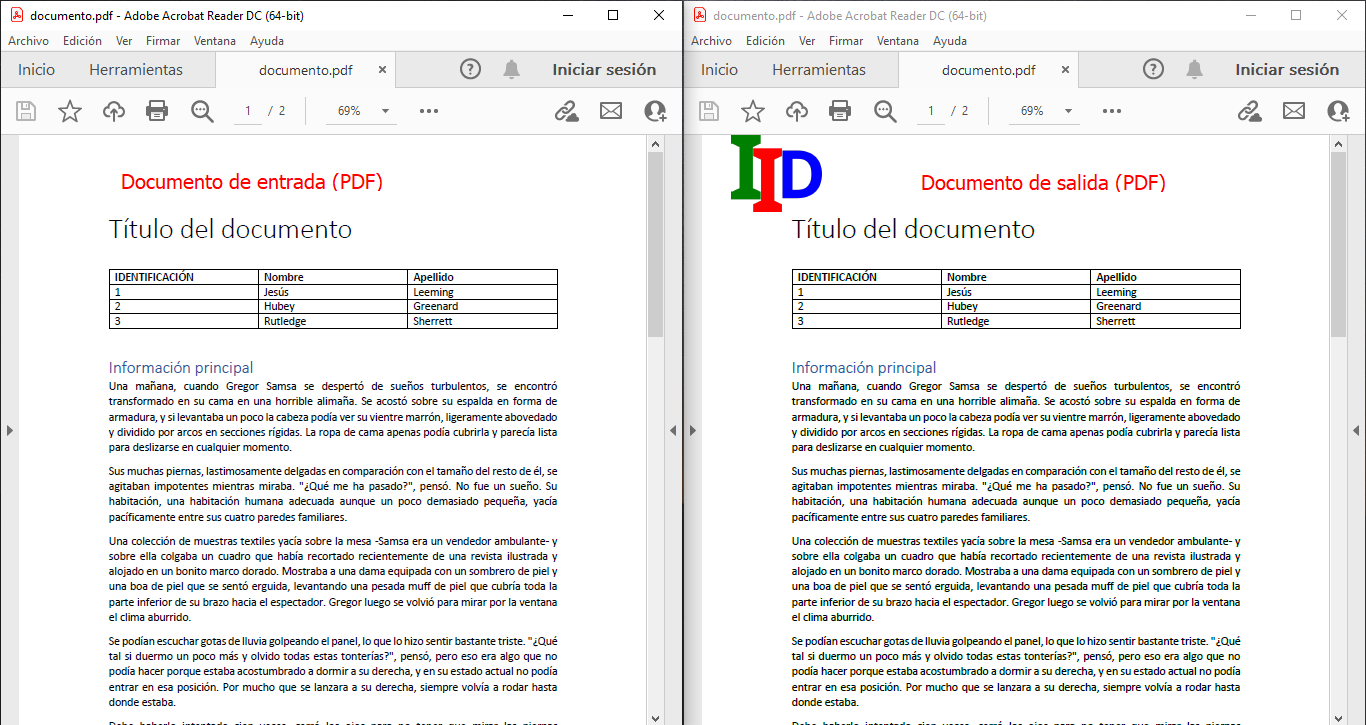 documento.pdf - Adobe Acrobat Reader DC (64-bit)
Archivo Edición Ver Firmar Ventana Ayuda
Inicio Herramientas documento.pdf × ? Iniciar sesión
1 / 2 69%
Documento de entrada (PDF)
Título del documento
IDENTIFICACIÓN Nombre Apellido
1 Jesús Leeming
2 Hubey Greenard
3 Rutledge Sherrett
Información principal
Una mañana, cuando Gregor Samsa se despertó de sueños turbulentos, se encontró
transformado en su cama en una horrible alimaña. Se acostó sobre su espalda en forma de
armadura, y si levantaba un poco la cabeza podía ver su vientre marrón, ligeramente abovedado
y dividido por arcos en secciones rígidas. La ropa de cama apenas podía cubrirla y parecía lista
para deslizarse en cualquier momento.
Sus muchas piernas, lastimosamente delgadas en comparación con el tamaño del resto de él, se
agitaban impotentes mientras miraba. "¿Qué me ha pasado?", pensó. No fue un sueño. Su
habitación, una habitación humana adecuada aunque un poco demasiado pequeña, yacía
pacíficamente entre sus cuatro paredes familiares.
Una colección de muestras textiles yacía sobre la mesa -Samsa era un vendedor ambulante- y
sobre ella colgaba un cuadro que había recortado recientemente de una revista ilustrada y
alojado en un bonito marco dorado. Mostraba a una dama equipada con un sombrero de piel y
una boa de piel que se sentó erguida, levantando una pesada muff de piel que cubría toda la
parte inferior de su brazo hacia el espectador. Gregor luego se volvió para mirar por la ventana
el clima aburrido.
Se podían escuchar gotas de lluvia golpeando el panel, lo que lo hizo sentir bastante triste. "¿Qué
tal si duermo un poco más y olvido todas estas tonterías?", pensó, pero eso era algo que no
podía hacer porque estaba acostumbrado a dormir a su derecha, y en su estado actual no podía
entrar en esa posición. Por mucho que se lanzara a su derecha, siempre volvía a rodar hasta
donde estaba.
documento.pdf - Adobe Acrobat Reader DC (64-bit)
Archivo Edición Ver Firmar Ventana Ayuda
Inicio Herramientas documento.pdf × ? Iniciar sesión
1 / 2 69%
IID
Documento de salida (PDF)
Título del documento
IDENTIFICACIÓN Nombre Apellido
1 Jesús Leeming
2 Hubey Greenard
3 Rutledge Sherrett
Información principal
Una mañana, cuando Gregor Samsa se despertó de sueños turbulentos, se encontró
transformado en su cama en una horrible alimaña. Se acostó sobre su espalda en forma de
armadura, y si levantaba un poco la cabeza podía ver su vientre marrón, ligeramente abovedado
y dividido por arcos en secciones rígidas. La ropa de cama apenas podía cubrirla y parecía lista
para deslizarse en cualquier momento.
Sus muchas piernas, lastimosamente delgadas en comparación con el tamaño del resto de él, se
agitaban impotentes mientras miraba. "¿Qué me ha pasado?", pensó. No fue un sueño. Su
habitación, una habitación humana adecuada aunque un poco demasiado pequeña, yacía
pacíficamente entre sus cuatro paredes familiares.
Una colección de muestras textiles yacía sobre la mesa -Samsa era un vendedor ambulante- y
sobre ella colgaba un cuadro que había recortado recientemente de una revista ilustrada y
alojado en un bonito marco dorado. Mostraba a una dama equipada con un sombrero de piel y
una boa de piel que se sentó erguida, levantando una pesada muff de piel que cubría toda la
parte inferior de su brazo hacia el espectador. Gregor luego se volvió para mirar por la ventana
el clima aburrido.
Se podían escuchar gotas de lluvia golpeando el panel, lo que lo hizo sentir bastante triste. "¿Qué
tal si duermo un poco más y olvido todas estas tonterías?", pensó, pero eso era algo que no
podía hacer porque estaba acostumbrado a dormir a su derecha, y en su estado actual no podía
entrar en esa posición. Por mucho que se lanzara a su derecha, siempre volvía a rodar hasta
donde estaba.